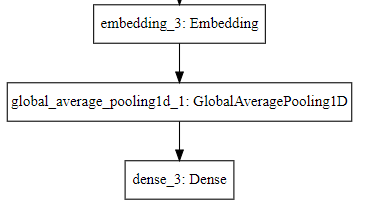 embedding_3: Embedding
global_average_pooling1d_1: GlobalAveragePooling1D
dense_3: Dense